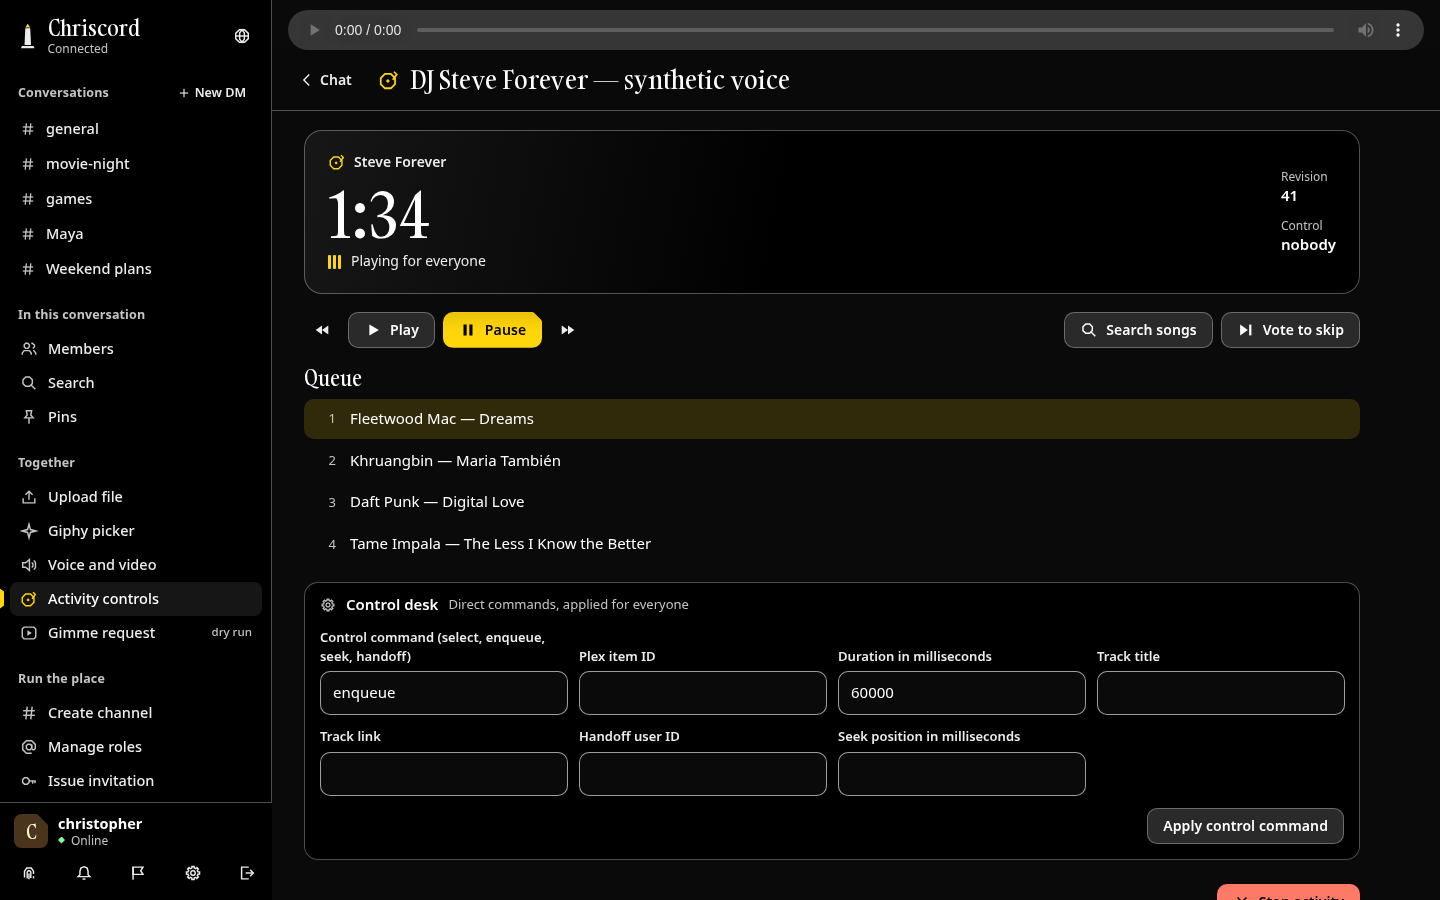 Chriscord
Connected
Conversations
New DM
general
movie-night
games
Maya
Weekend plans
In this conversation
Members
Search
Pins
Together
Upload file
Giphy picker
Voice and video
Activity controls
Gimme request dry run
Run the place
Create channel
Manage roles
Issue invitation
C
christopher
Online
0:00 / 0:00
Chat
DJ Steve Forever — synthetic voice
Steve Forever
1:34
Playing for everyone
Revision
41
Control
nobody
Play
Pause
Search songs
Vote to skip
Queue
1 Fleetwood Mac — Dreams
2 Khruangbin — Maria También
3 Daft Punk — Digital Love
4 Tame Impala — The Less I Know the Better
Control desk Direct commands, applied for everyone
Control command (select, enqueue,
seek, handoff)
enqueue
Plex item ID
Duration in milliseconds
60000
Track title
Track link
Handoff user ID
Seek position in milliseconds
Apply control command
Stop activity